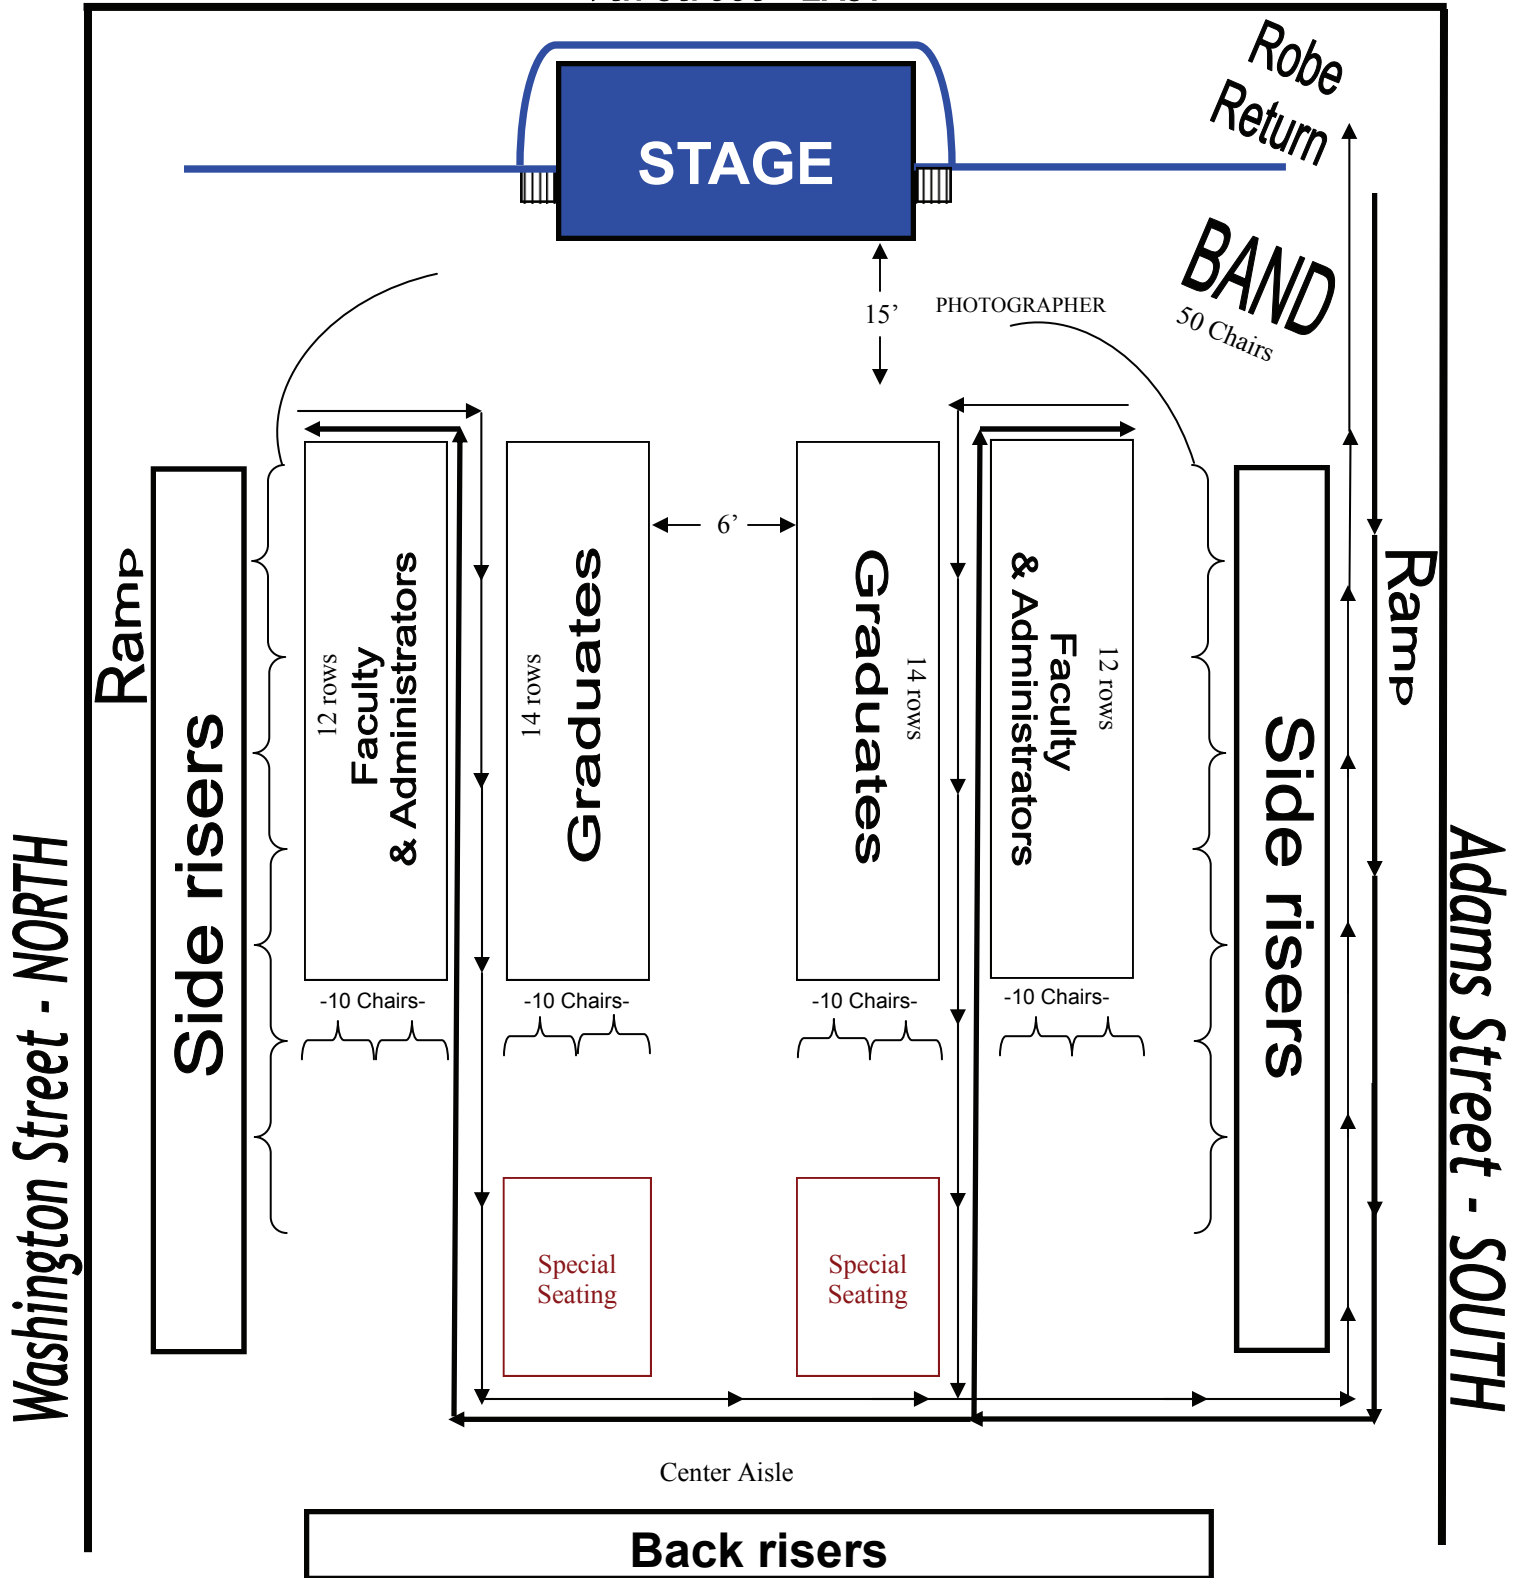 Robe
Return
STAGE
BAND
50 Chairs
15’
PHOTOGRAPHER
6’
Ramp
Side risers
12 rows
Faculty
& Administrators
14 rows
Graduates
Graduates
14 rows
12 rows
Faculty
& Administrators
Side risers
Ramp
Washington Street - NORTH
Adams Street - SOUTH
-10 Chairs-
-10 Chairs-
-10 Chairs-
-10 Chairs-
Special
Seating
Special
Seating
Center Aisle
Back risers